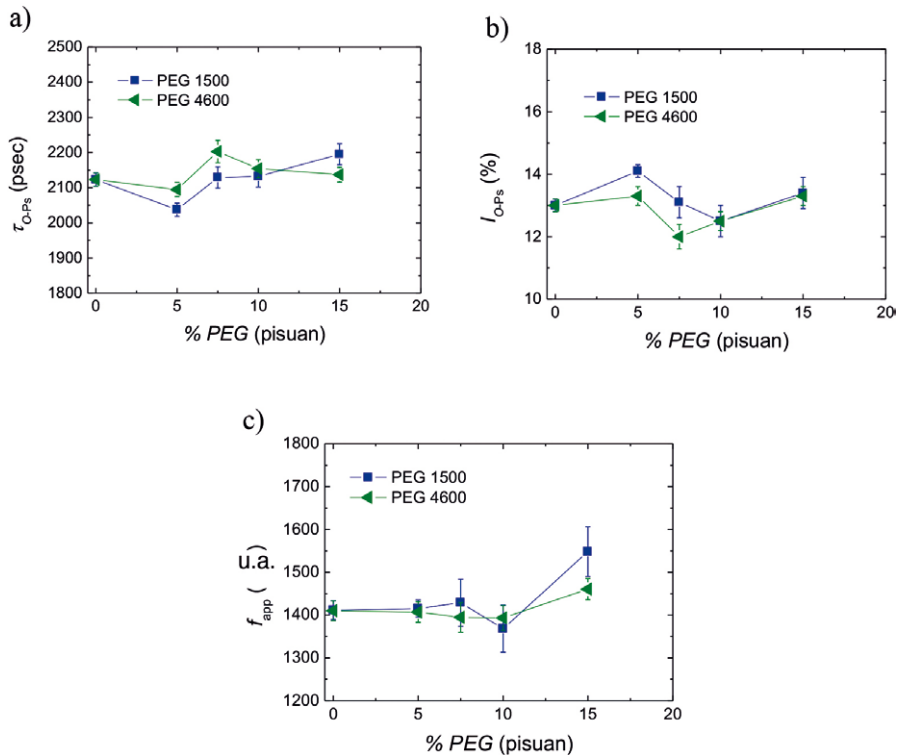 a)
2500
2400
2300
2200
2100
2000
1900
1800
0 5 10 15 20
τO-Ps (psec)
% PEG (pisuan)
PEG 1500
PEG 4600
b)
18
16
14
12
10
0 5 10 15 20
IO-Ps (%)
% PEG (pisuan)
PEG 1500
PEG 4600
c)
1800
1700
1600
1500
1400
1300
1200
0 5 10 15 20
fapp (
u.a.
)
% PEG (pisuan)
PEG 1500
PEG 4600